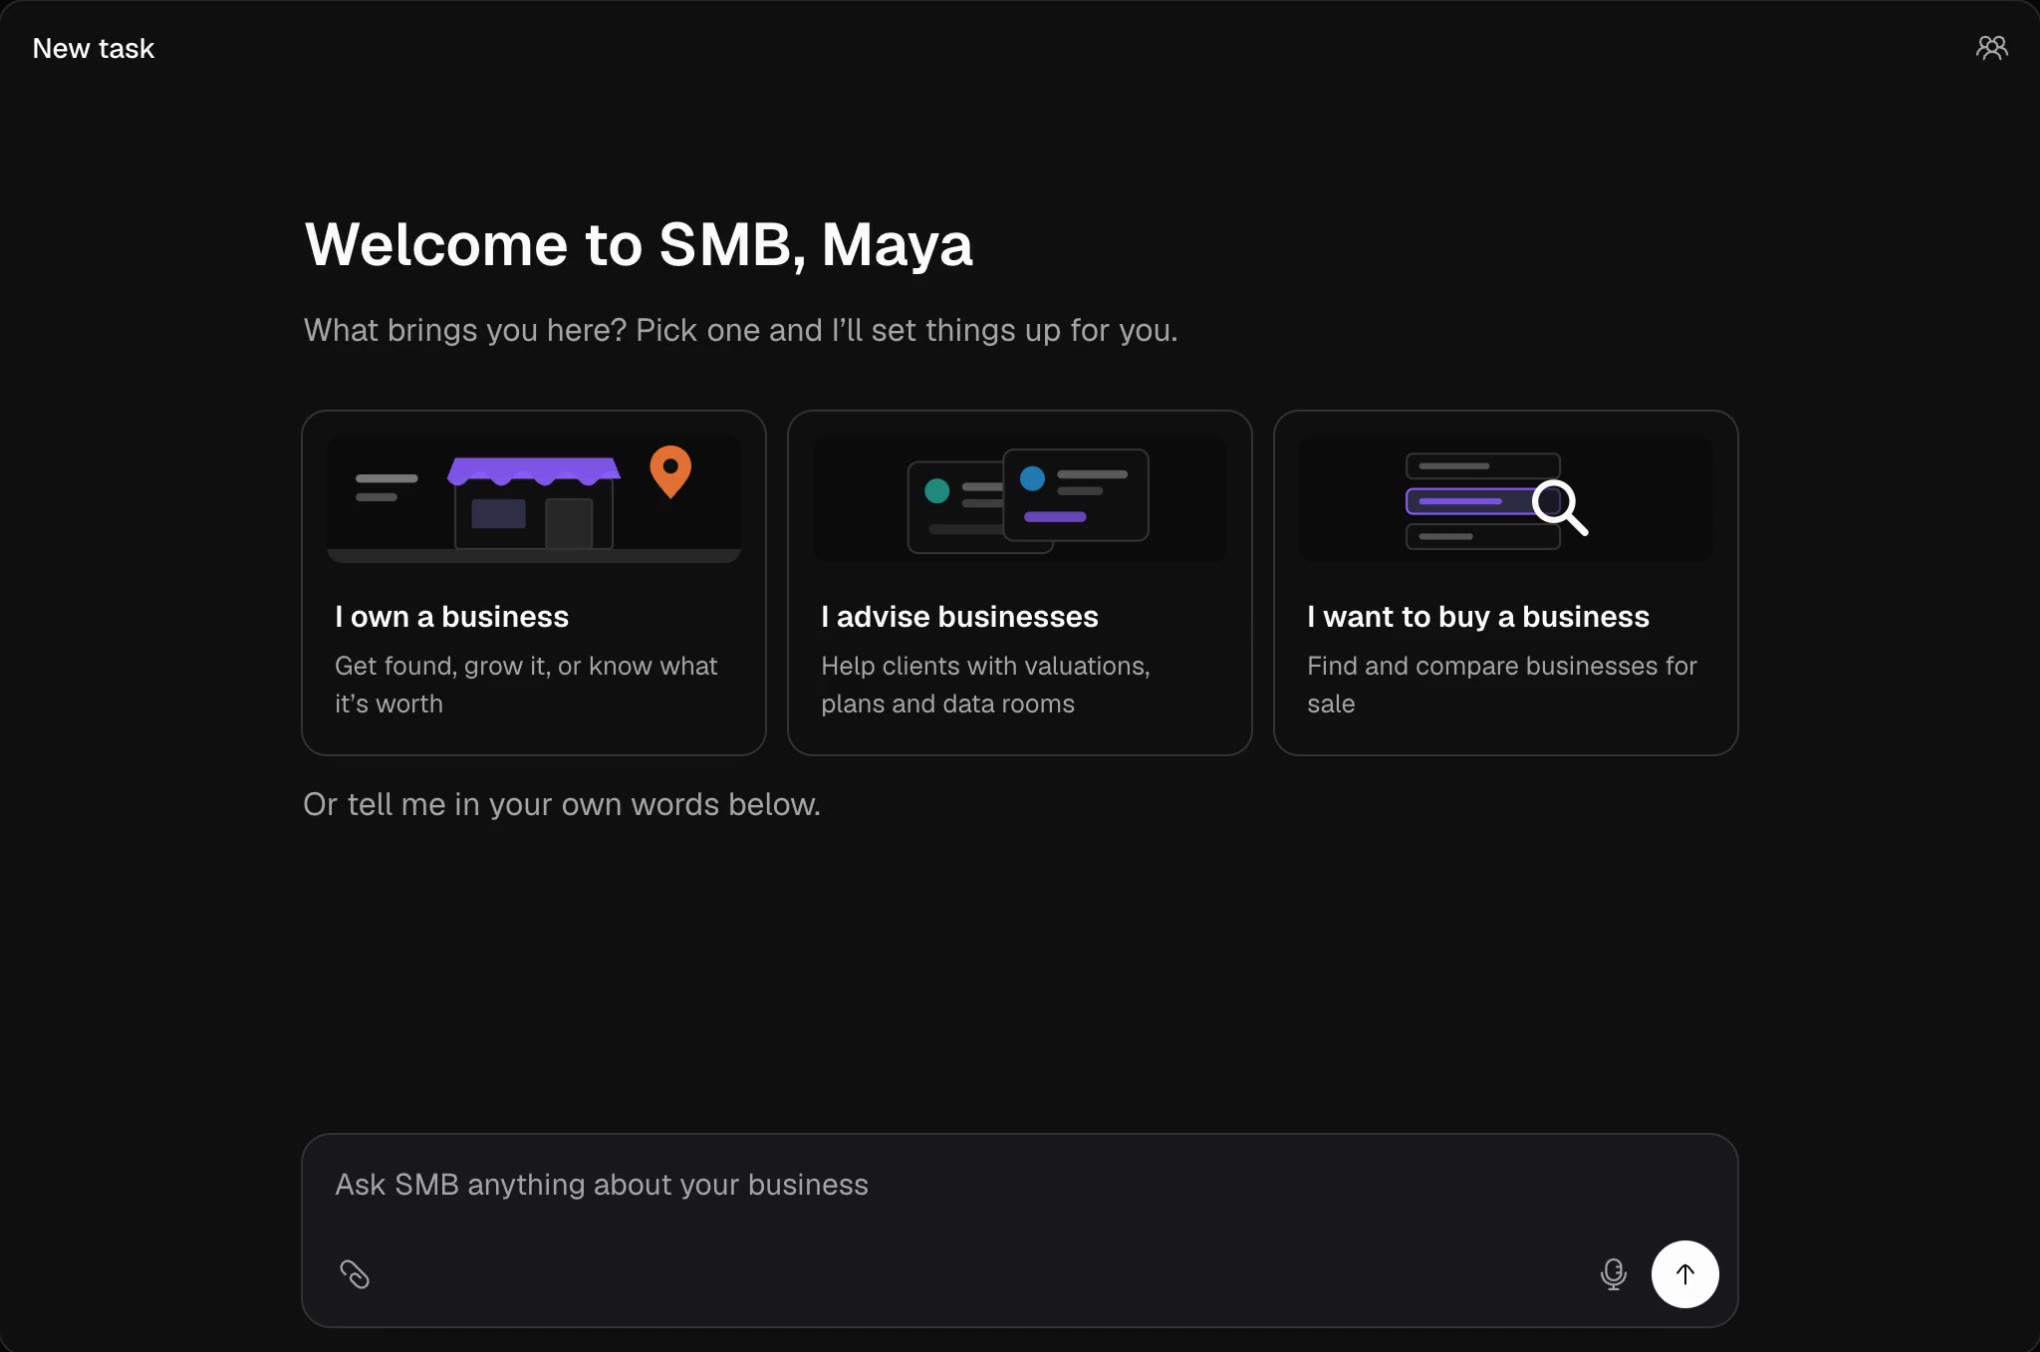 New task
Welcome to SMB, Maya
What brings you here? Pick one and I’ll set things up for you.
I own a business
Get found, grow it, or know what
it’s worth
I advise businesses
Help clients with valuations,
plans and data rooms
I want to buy a business
Find and compare businesses for
sale
Or tell me in your own words below.
Ask SMB anything about your business